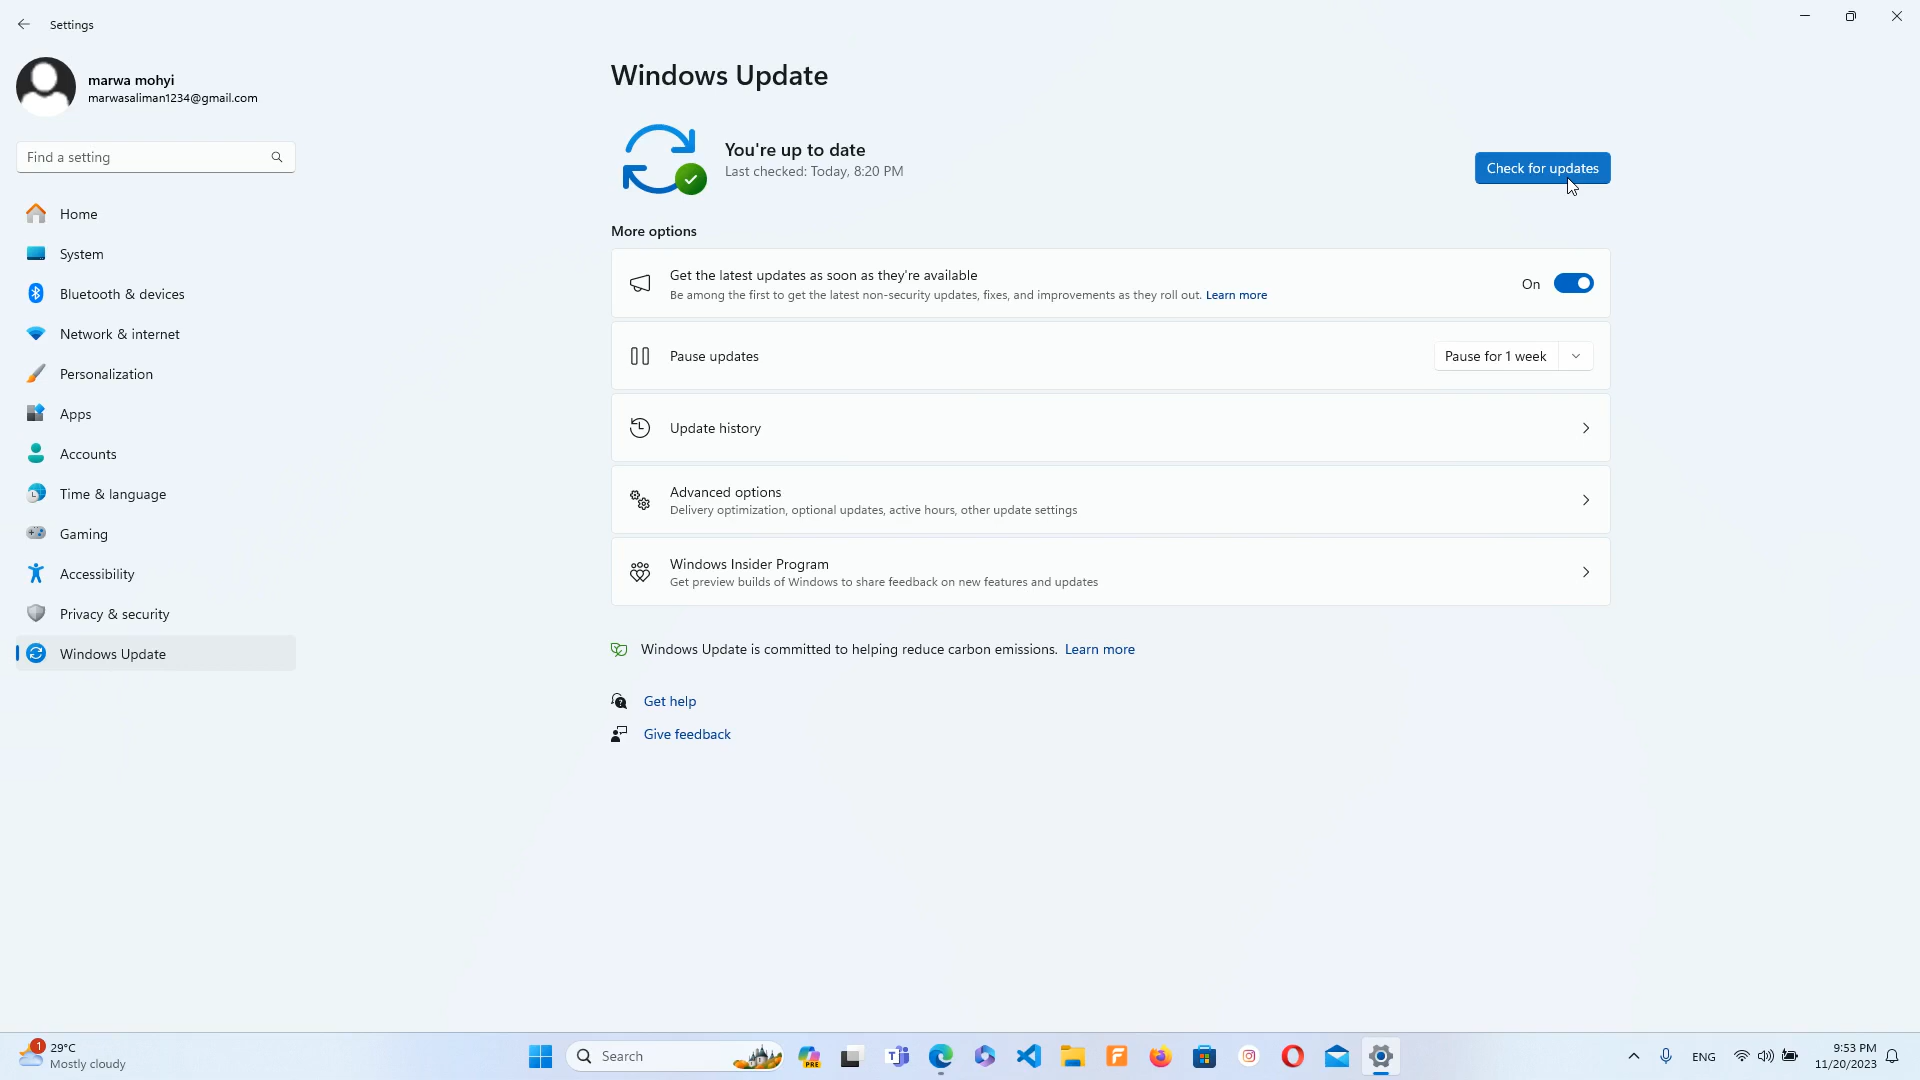 Settings
marwa mohyi
marwasaliman1234@gmail.com
Find a setting
Home
System
Bluetooth & devices
Network & internet
Personalization
Apps
Accounts
Time & language
Gaming
Accessibility
Privacy & security
Windows Update
Windows Update
You're up to date
Last checked: Today, 8:20 PM
Check for updates
More options
Get the latest updates as soon as they're available
Be among the first to get the latest non-security updates, fixes, and improvements as they roll out. Learn more
On
Pause updates
Pause for 1 week
Update history
Advanced options
Delivery optimization, optional updates, active hours, other update settings
Windows Insider Program
Get preview builds of Windows to share feedback on new features and updates
Windows Update is committed to helping reduce carbon emissions. Learn more
Get help
Give feedback
1
29°C
Mostly cloudy
Search
PRE
ENG
9:53 PM
11/20/2023